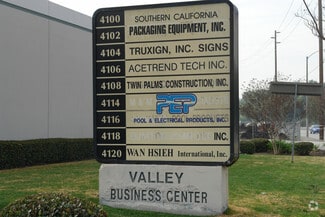 4100 SOUTHERN CALIFORNIA
4102 PACKAGING EQUIPMENT, INC.
4104 TRUXIGN, INC. SIGNS
4106 ACETREND TECH INC.
4108 TWIN PALMS CONSTRUCTION, INC.
4114 PEP
4116 POOL & ELECTRICAL PRODUCTS, INC.
4118 INC.
4120 WAN HSIEH International, Inc.
VALLEY
BUSINESS CENTER